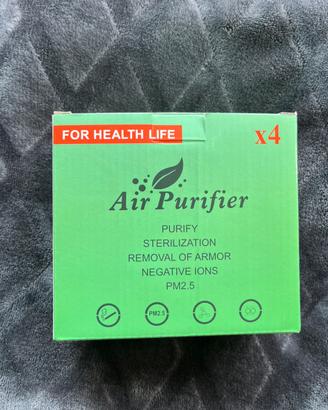 FOR HEALTH LIFE
x4
Air Purifier
PURIFY
STERILIZATION
REMOVAL OF ARMOR
NEGATIVE IONS
PM2.5
PM2.5